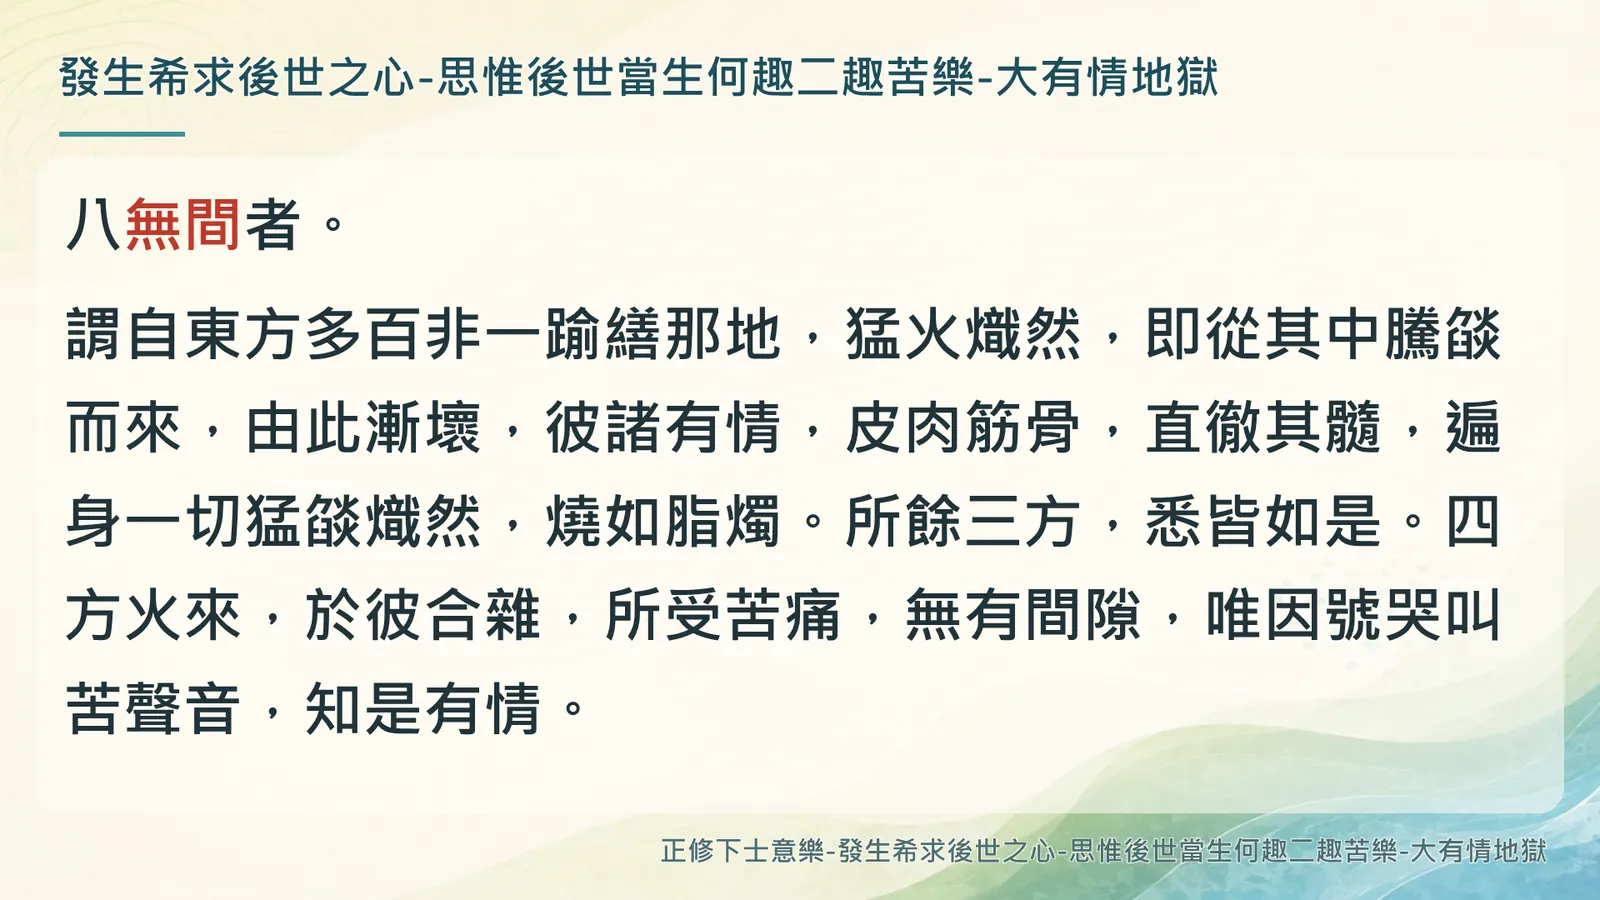 發生希求後世之心-思惟後世當生何趣二趣苦樂-大有情地獄
八無間者。
謂自東方多百非一踰繕那地，猛火熾然，即從其中騰燄
而來，由此漸壞，彼諸有情，皮肉筋骨，直徹其髓，遍
身一切猛燄熾然，燒如脂燭。所餘三方，悉皆如是。四
方火來，於彼合雜，所受苦痛，無有間隙，唯因號哭叫
苦聲音，知是有情。
正修下士意樂-發生希求後世之心-思惟後世當生何趣二趣苦樂-大有情地獄